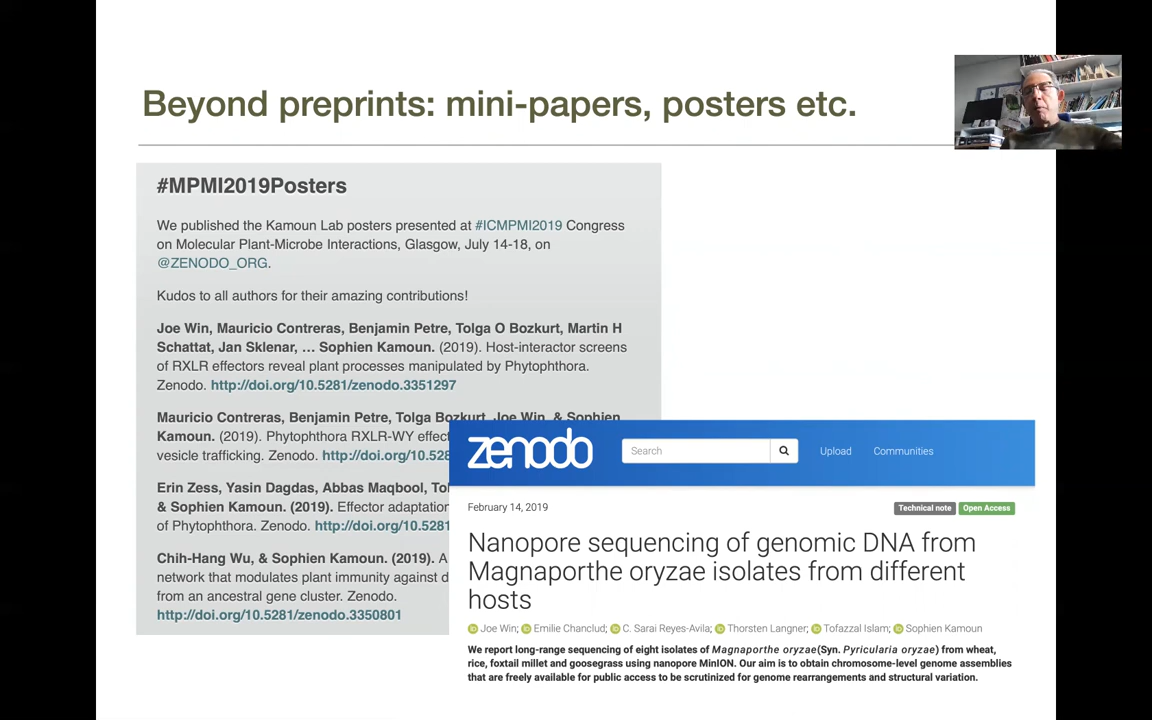 Beyond preprints: mini-papers, posters etc.
#MPMI2019Posters
We published the Kamoun Lab posters presented at #ICMPMI2019 Congress
on Molecular Plant-Microbe Interactions, Glasgow, July 14-18, on
@ZENODO_ORG.
Kudos to all authors for their amazing contributions!
Joe Win, Mauricio Contreras, Benjamin Petre, Tolga O Bozkurt, Martin H
Schattat, Jan Sklenar, … Sophien Kamoun. (2019). Host-interactor screens
of RXLR effectors reveal plant processes manipulated by Phytophthora.
Zenodo. http://doi.org/10.5281/zenodo.3351297
Mauricio Contreras, Benjamin Petre, Tolga Bozkurt, Joe Win, & Sophien
Kamoun. (2019). Phytophthora RXLR-WY effec
vesicle trafficking. Zenodo. http://doi.org/10.528
Erin Zess, Yasin Dagdas, Abbas Maqbool, Tol
& Sophien Kamoun. (2019). Effector adaptation
of Phytophthora. Zenodo. http://doi.org/10.5281
Chih-Hang Wu, & Sophien Kamoun. (2019). A
network that modulates plant immunity against d
from an ancestral gene cluster. Zenodo.
http://doi.org/10.5281/zenodo.3350801
zenodo
Search
Upload
Communities
February 14, 2019
Technical note
Open Access
Nanopore sequencing of genomic DNA from
Magnaporthe oryzae isolates from different
hosts
Joe Win; Emilie Chanclud; C. Sarai Reyes-Avila; Thorsten Langner; Tofazzal Islam; Sophien Kamoun
We report long-range sequencing of eight isolates of Magnaporthe oryzae(Syn. Pyricularia oryzae) from wheat,
rice, foxtail millet and goosegrass using nanopore MinION. Our aim is to obtain chromosome-level genome assemblies
that are freely available for public access to be scrutinized for genome rearrangements and structural variation.